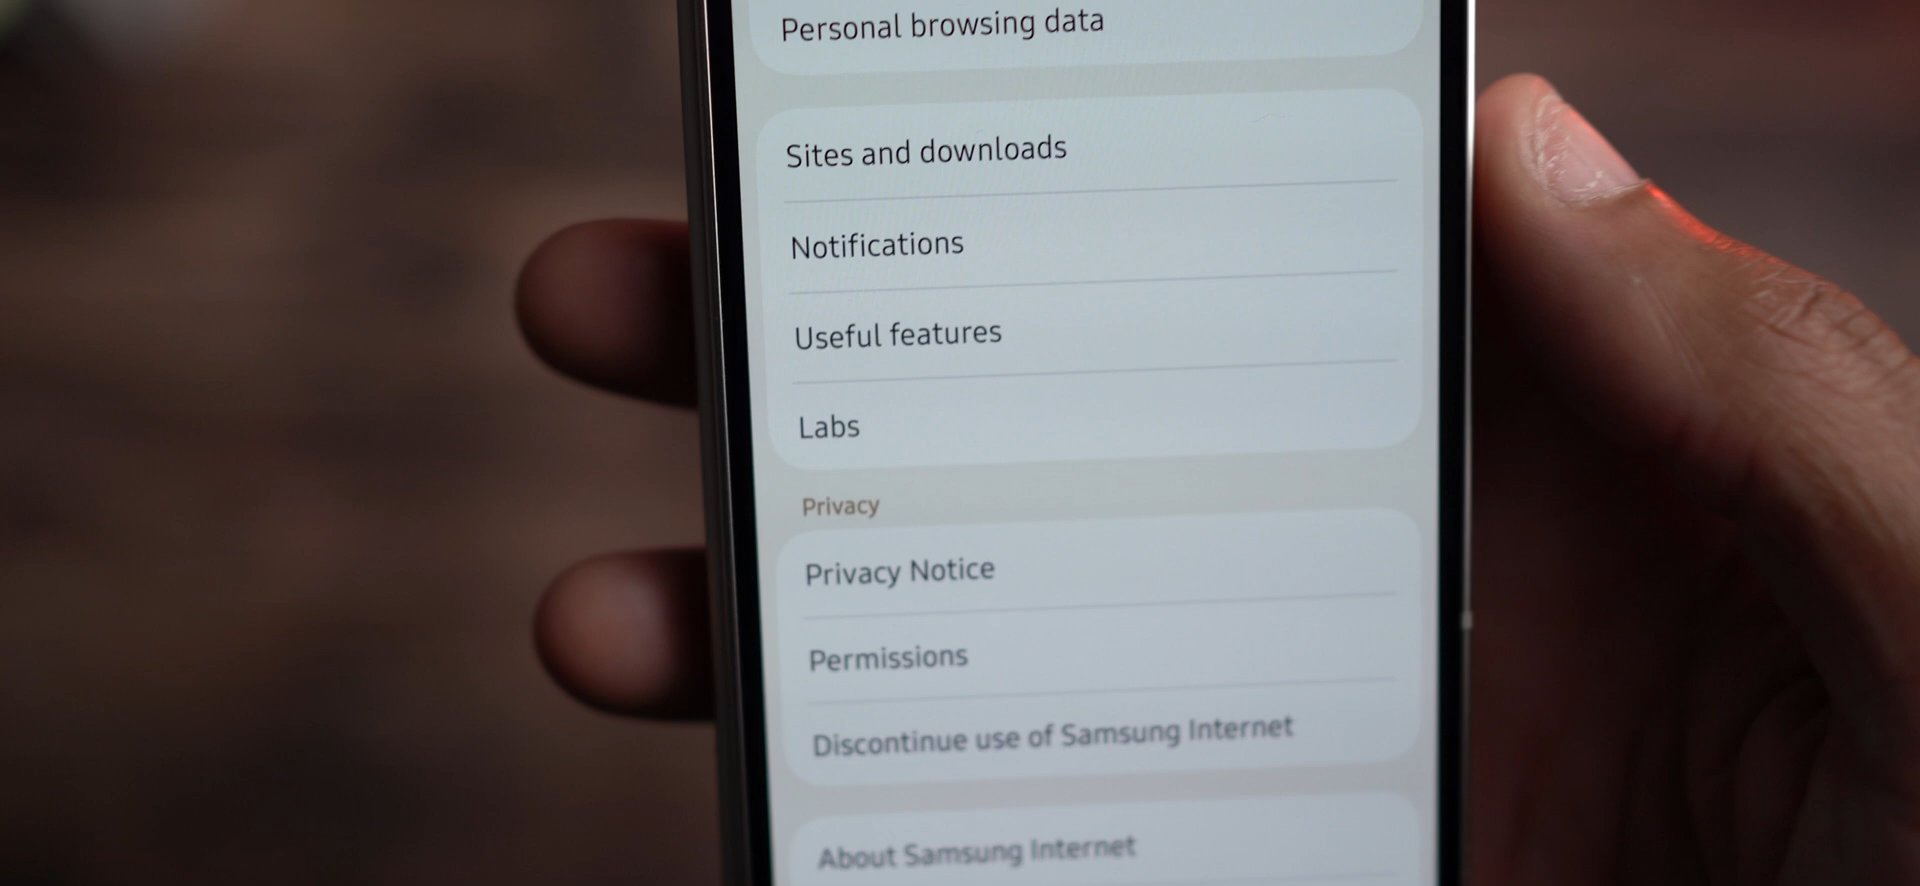 Personal browsing data
Sites and downloads
Notifications
Useful features
Labs
Privacy
Privacy Notice
Permissions
Discontinue use of Samsung Internet
About Samsung Internet